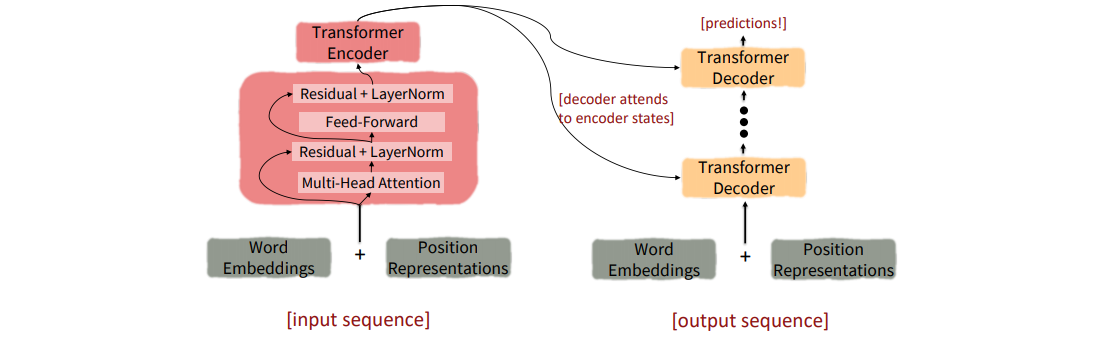 Transformer
Encoder
Residual + LayerNorm
Feed-Forward
Residual + LayerNorm
Multi-Head Attention
Word
Embeddings
+
Position
Representations
[input sequence]
[predictions!]
Transformer
Decoder
[decoder attends
to encoder states]
Transformer
Decoder
Word
Embeddings
+
Position
Representations
[output sequence]